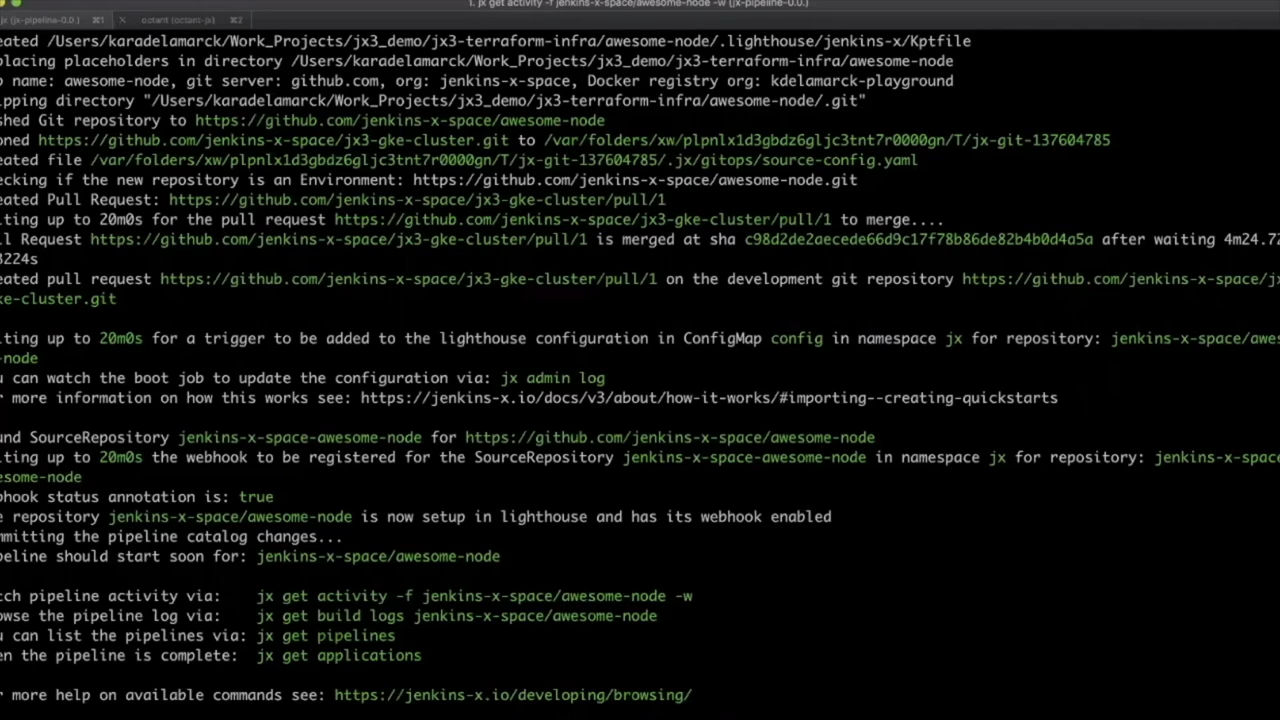 1. jx get activity -f jenkins-x-space/awesome-node -w (jx-pipeline-0.0.)
jx (jx-pipeline-0.0.) ⌘1 × octant (octant-jx) ⌘2
eated /Users/karadelamarck/Work_Projects/jx3_demo/jx3-terraform-infra/awesome-node/.lighthouse/jenkins-x/Kptfile
placing placeholders in directory /Users/karadelamarck/Work_Projects/jx3_demo/jx3-terraform-infra/awesome-node
o name: awesome-node, git server: github.com, org: jenkins-x-space, Docker registry org: kdelamarck-playground
ipping directory "/Users/karadelamarck/Work_Projects/jx3_demo/jx3-terraform-infra/awesome-node/.git"
shed Git repository to https://github.com/jenkins-x-space/awesome-node
oned https://github.com/jenkins-x-space/jx3-gke-cluster.git to /var/folders/xw/plpnlx1d3gbdz6gljc3tnt7r0000gn/T/jx-git-137604785
eated file /var/folders/xw/plpnlx1d3gbdz6gljc3tnt7r0000gn/T/jx-git-137604785/.jx/gitops/source-config.yaml
ecking if the new repository is an Environment: https://github.com/jenkins-x-space/awesome-node.git
eated Pull Request: https://github.com/jenkins-x-space/jx3-gke-cluster/pull/1
iting up to 20m0s for the pull request https://github.com/jenkins-x-space/jx3-gke-cluster/pull/1 to merge....
ll Request https://github.com/jenkins-x-space/jx3-gke-cluster/pull/1 is merged at sha c98d2de2aecede66d9c17f78b86de82b4b0d4a5a after waiting 4m24.72
3224s
eated pull request https://github.com/jenkins-x-space/jx3-gke-cluster/pull/1 on the development git repository https://github.com/jenkins-x-space/jx
ke-cluster.git
iting up to 20m0s for a trigger to be added to the lighthouse configuration in ConfigMap config in namespace jx for repository: jenkins-x-space/awes
-node
u can watch the boot job to update the configuration via: jx admin log
r more information on how this works see: https://jenkins-x.io/docs/v3/about/how-it-works/#importing--creating-quickstarts
und SourceRepository jenkins-x-space-awesome-node for https://github.com/jenkins-x-space/awesome-node
iting up to 20m0s the webhook to be registered for the SourceRepository jenkins-x-space-awesome-node in namespace jx for repository: jenkins-x-space
esome-node
bhook status annotation is: true
e repository jenkins-x-space/awesome-node is now setup in lighthouse and has its webhook enabled
mmitting the pipeline catalog changes...
peline should start soon for: jenkins-x-space/awesome-node
tch pipeline activity via: jx get activity -f jenkins-x-space/awesome-node -w
owse the pipeline log via: jx get build logs jenkins-x-space/awesome-node
u can list the pipelines via: jx get pipelines
en the pipeline is complete: jx get applications
r more help on available commands see: https://jenkins-x.io/developing/browsing/